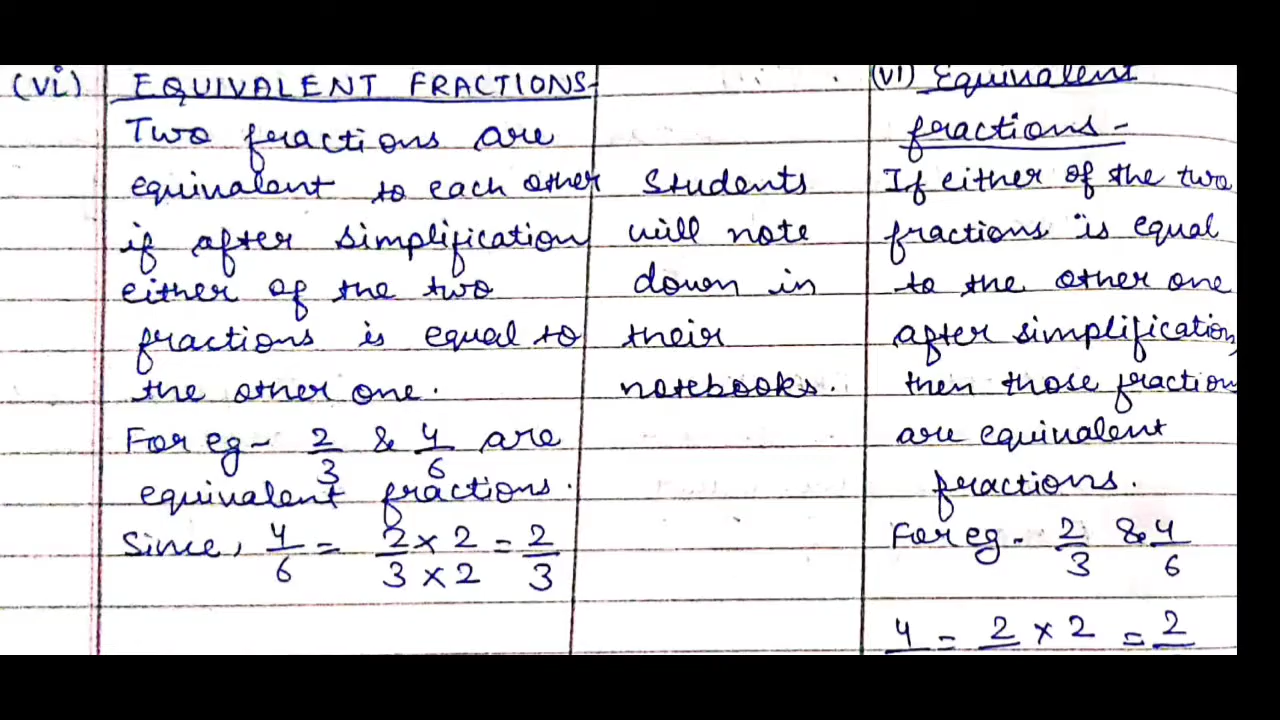 (vi) EQUIVALENT FRACTIONS-
Two fractions are
equivalent to each other
if after simplification
either of the two
fractions is equal to
the other one.
For eg- 2/3 & 4/6 are
equivalent fractions.
Since, 4/6 = 2×2/3×2 = 2/3
Students
will note
down in
their
notebooks.
(vi) Equivalent
fractions-
If either of the two
fractions is equal
to the other one
after simplification,
then those fraction
are equivalent
fractions.
For eg- 2/3 & 4/6
4 = 2 × 2 = 2